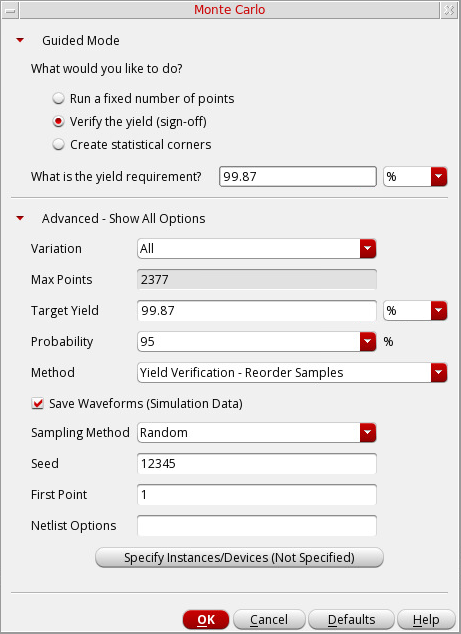 Monte Carlo
Guided Mode
What would you like to do?
Run a fixed number of points
Verify the yield (sign-off)
Create statistical corners
What is the yield requirement? 99.87 %
Advanced - Show All Options
Variation All
Max Points 2377
Target Yield 99.87 %
Probability 95 %
Method Yield Verification - Reorder Samples
Save Waveforms (Simulation Data)
Sampling Method Random
Seed 12345
First Point 1
Netlist Options
Specify Instances/Devices (Not Specified)
OK Cancel Defaults Help